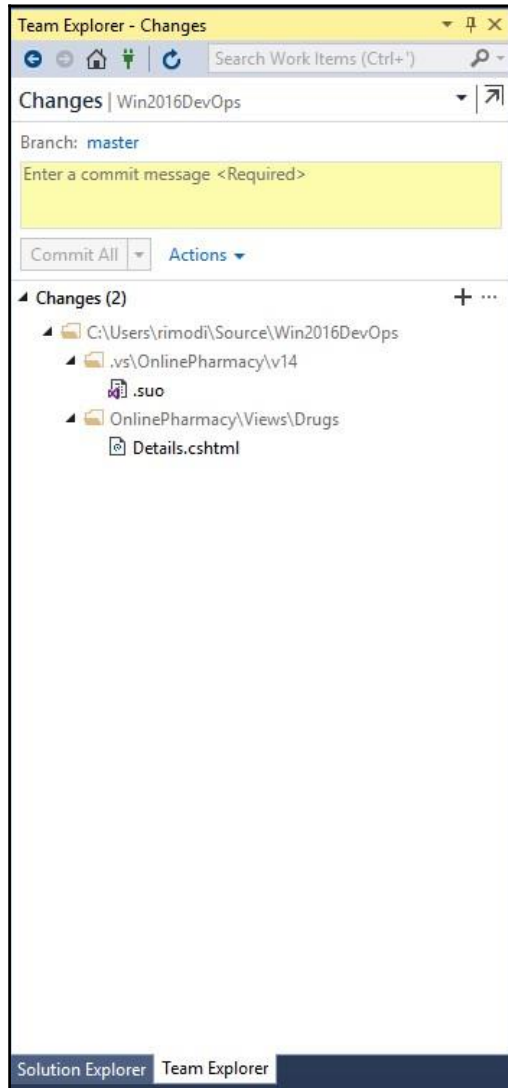 Team Explorer - Changes
Search Work Items (Ctrl+')
Changes | Win2016DevOps
Branch: master
Enter a commit message <Required>
Commit All Actions
Changes (2)
C:\Users\rimodi\Source\Win2016DevOps
.vs\OnlinePharmacy\v14
.suo
OnlinePharmacy\Views\Drugs
Details.cshtml
Solution Explorer Team Explorer